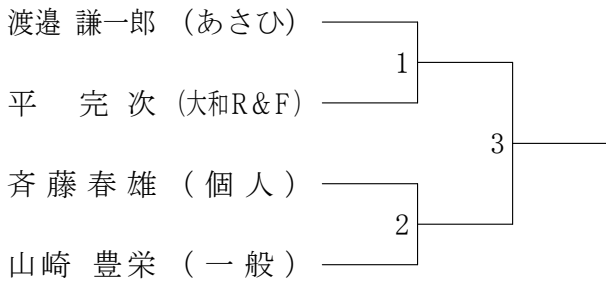 渡邉 謙一郎 (あさひ)
1
平 完 次 (大和R&F)
3
斉 藤 春 雄 ( 個 人 )
2
山崎 豊栄 ( 一 般 )